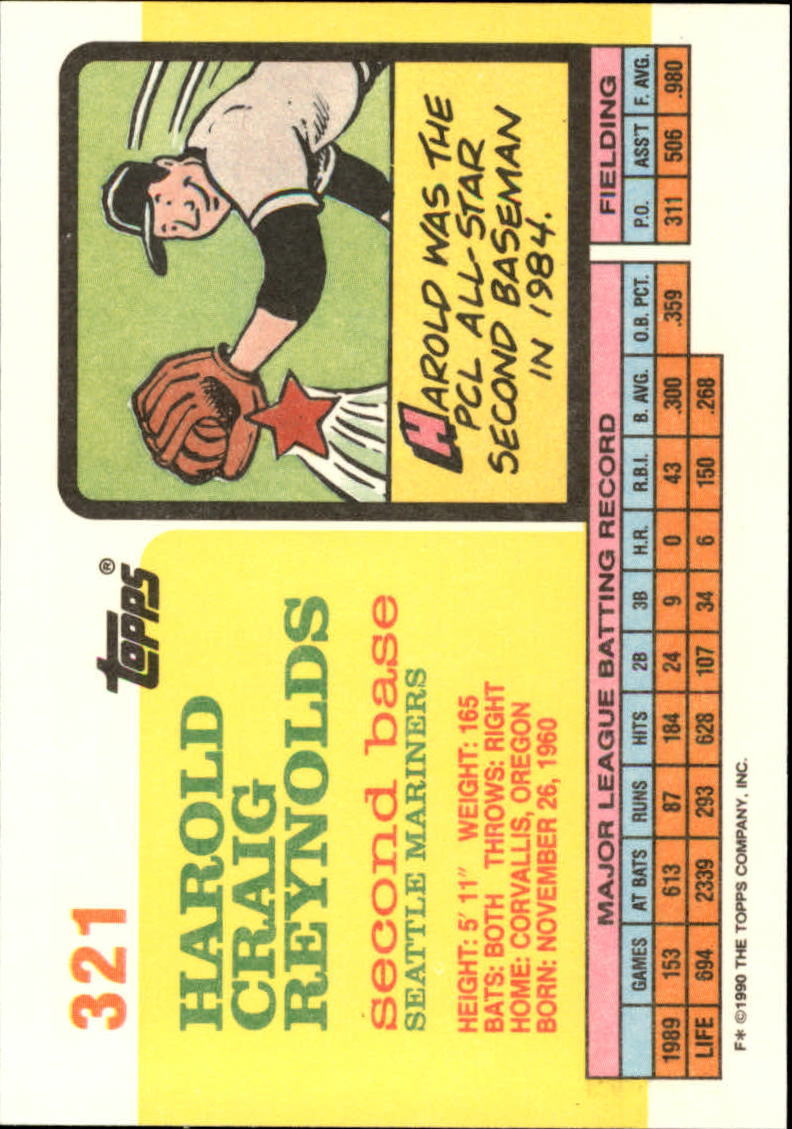 321
topps®
HAROLD
CRAIG
REYNOLDS
second base
SEATTLE MARINERS
HEIGHT: 5' 11" WEIGHT: 165
BATS: BOTH THROWS: RIGHT
HOME: CORVALLIS, OREGON
BORN: NOVEMBER 26, 1960
HAROLD WAS THE
PCL ALL-STAR
SECOND BASEMAN
IN 1984.
MAJOR LEAGUE BATTING RECORD FIELDING
GAMES AT BATS RUNS HITS 2B 3B H.R. R.B.I. B. AVG. O.B. PCT. P.O. ASS'T F. AVG.
1989 153 613 87 184 24 9 0 43 .300 .359 311 506 .980
LIFE 694 2339 293 628 107 34 6 150 .268
F* ©1990 THE TOPPS COMPANY, INC.